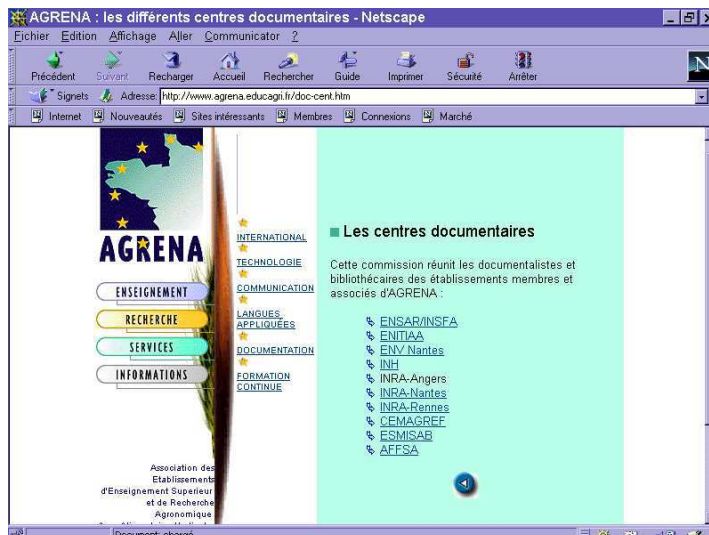 AGRENA : les différents centres documentaires - Netscape
Fichier Edition Affichage Aller Communicator ?
Précédent Suivant Recharger Accueil Rechercher Guide Imprimer Sécurité Arrêter
N
Signets Adresse: http://www.agrena.educagri.fr/doc-cent.htm
Internet Nouveautés Sites intéressants Membres Connexions Marché
AGRENA
ENSEIGNEMENT
RECHERCHE
SERVICES
INFORMATIONS
Association des
Etablissements
d'Enseignement Superieur
et de Recherche
Agronomique
INTERNATIONAL
TECHNOLOGIE
COMMUNICATION
LANGUES
APPLIQUÉES
DOCUMENTATION
FORMATION
CONTINUE
Les centres documentaires
Cette commission réunit les documentalistes et
bibliothécaires des établissements membres et
associés d'AGRENA :
ENSAR/INSFA
ENITIAA
ENV Nantes
INH
INRA-Angers
INRA-Nantes
INRA-Rennes
CEMAGREF
ESMISAB
AFFSA
Document: chargé